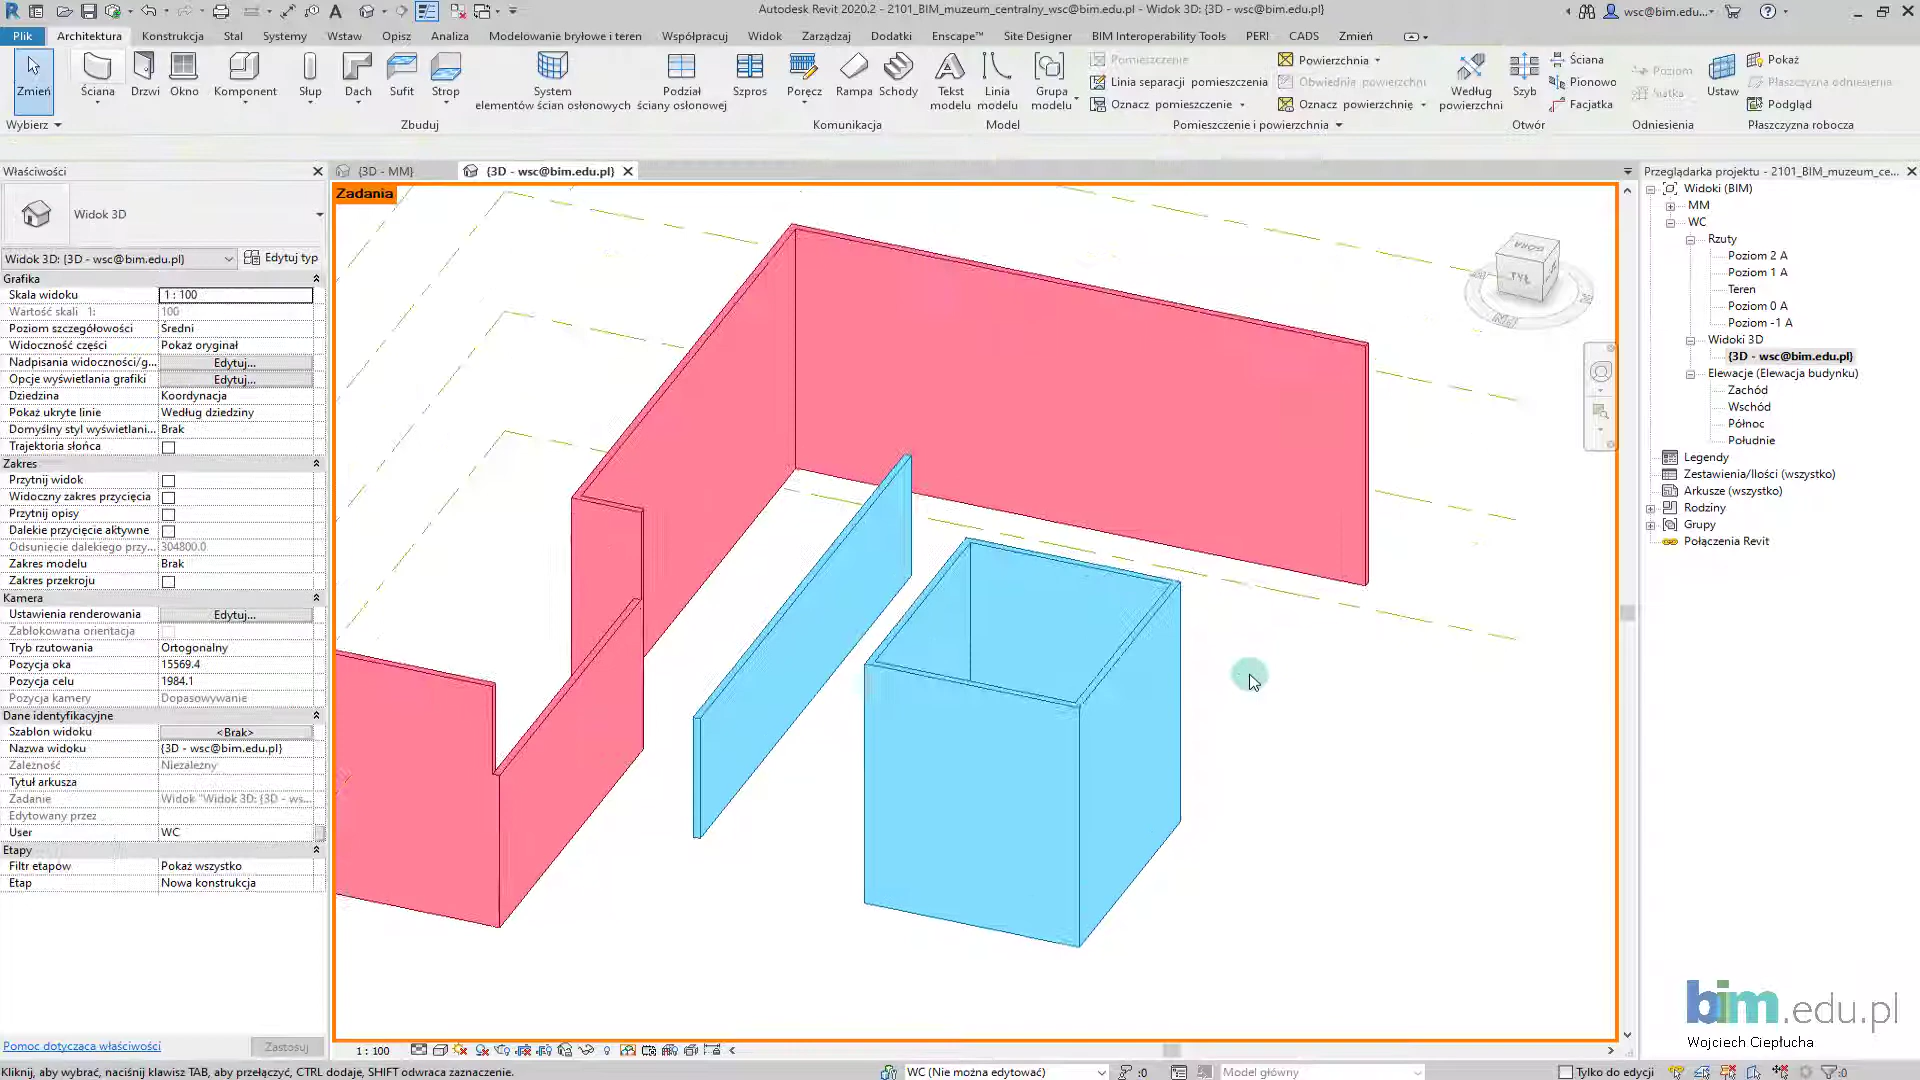 Autodesk Revit 2020.2 - 2101_BIM_muzeum_centralny_wsc@bim.edu.pl - Widok 3D: {3D - wsc@bim.edu.pl}
wsc@bim.edu...
Plik Architektura Konstrukcja Stal Systemy Wstaw Opisz Analiza Modelowanie bryłowe i teren Współpracuj Widok Zarządzaj Dodatki Enscape™ Site Designer BIM Interoperability Tools PERI CADS Zmień
Zmień
Ściana
Drzwi
Okno
Komponent
Słup
Dach
Sufit
Strop
System elementów ścian osłonowych
Podział ściany osłonowej
Szpros
Poręcz
Rampa
Schody
Tekst modelu
Linia modelu
Grupa modelu
Pomieszczenie
Linia separacji pomieszczenia
Oznacz pomieszczenie
Powierzchnia
Obwiednia powierzchni
Oznacz powierzchnię
Według powierzchni
Szyb
Ściana
Pionowo
Facjatka
Poziom
Siatka
Ustaw
Pokaż
Płaszczyzna odniesienia
Podgląd
Wybierz
Zbuduj
Komunikacja
Model
Pomieszczenie i powierzchnia
Otwór
Odniesienia
Płaszczyzna robocza
Właściwości
{3D - MM}
{3D - wsc@bim.edu.pl}
Przeglądarka projektu - 2101_BIM_muzeum_ce...
Widok 3D
Widok 3D: {3D - wsc@bim.edu.pl}
Edytuj typ
Grafika
Skala widoku 1 : 100
Wartość skali 1: 100
Poziom szczegółowości Średni
Widoczność części Pokaż oryginał
Nadpisania widoczności/g... Edytuj...
Opcje wyświetlania grafiki Edytuj...
Dziedzina Koordynacja
Pokaż ukryte linie Według dziedziny
Domyślny styl wyświetlani... Brak
Trajektoria słońca
Zakres
Przytnij widok
Widoczny zakres przycięcia
Przytnij opisy
Dalekie przycięcie aktywne
Odsunięcie dalekiego przy... 304800.0
Zakres modelu Brak
Zakres przekroju
Kamera
Ustawienia renderowania Edytuj...
Zablokowana orientacja
Tryb rzutowania Ortogonalny
Pozycja oka 15569.4
Pozycja celu 1984.1
Pozycja kamery Dopasowywanie
Dane identyfikacyjne
Szablon widoku <Brak>
Nazwa widoku {3D - wsc@bim.edu.pl}
Zależność Niezależny
Tytuł arkusza
Zadanie Widok "Widok 3D: {3D - ws...
Edytowany przez
User WC
Etapy
Filtr etapów Pokaż wszystko
Etap Nowa konstrukcja
Pomoc dotycząca właściwości
Zastosuj
Zadania
GÓRA
TYŁ
Widoki (BIM)
MM
WC
Rzuty
Poziom 2 A
Poziom 1 A
Teren
Poziom 0 A
Poziom -1 A
Widoki 3D
{3D - wsc@bim.edu.pl}
Elewacje (Elewacja budynku)
Zachód
Wschód
Północ
Południe
Legendy
Zestawienia/Ilości (wszystko)
Arkusze (wszystko)
Rodziny
Grupy
Połączenia Revit
bim.edu.pl
Wojciech Ciepłucha
1 : 100
Kliknij, aby wybrać, naciśnij klawisz TAB, aby przełączyć, CTRL dodaje, SHIFT odwraca zaznaczenie.
WC (Nie można edytować)
:0
Model główny
Tylko do edycji
:0